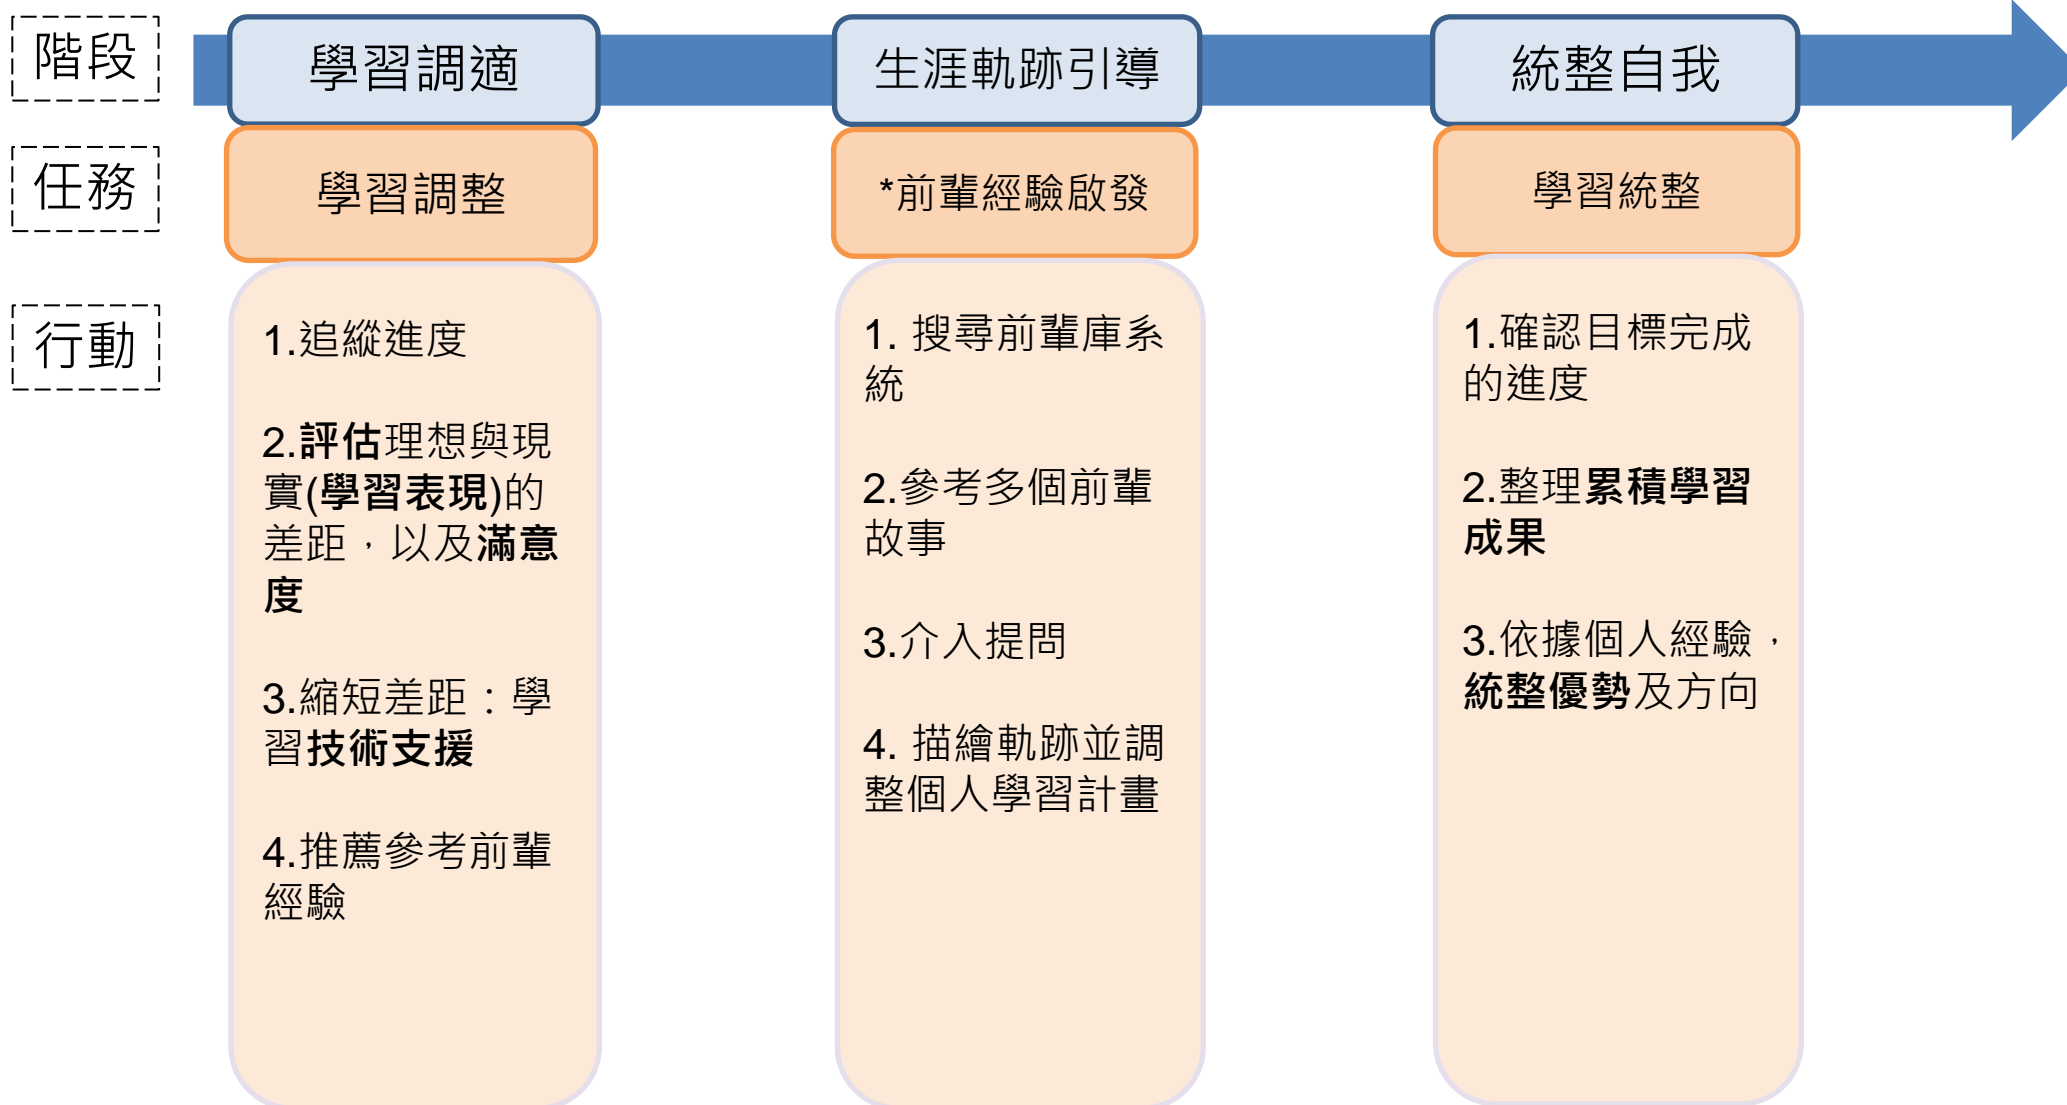 階段
學習調適
生涯軌跡引導
統整自我
任務
學習調整
*前輩經驗啟發
學習統整
行動
1.追縱進度
2.評估理想與現
實(學習表現)的
差距，以及滿意
度
3.縮短差距：學
習技術支援
4.推薦參考前輩
經驗
1. 搜尋前輩庫系
統
2.參考多個前輩
故事
3.介入提問
4. 描繪軌跡並調
整個人學習計畫
1.確認目標完成
的進度
2.整理累積學習
成果
3.依據個人經驗，
統整優勢及方向